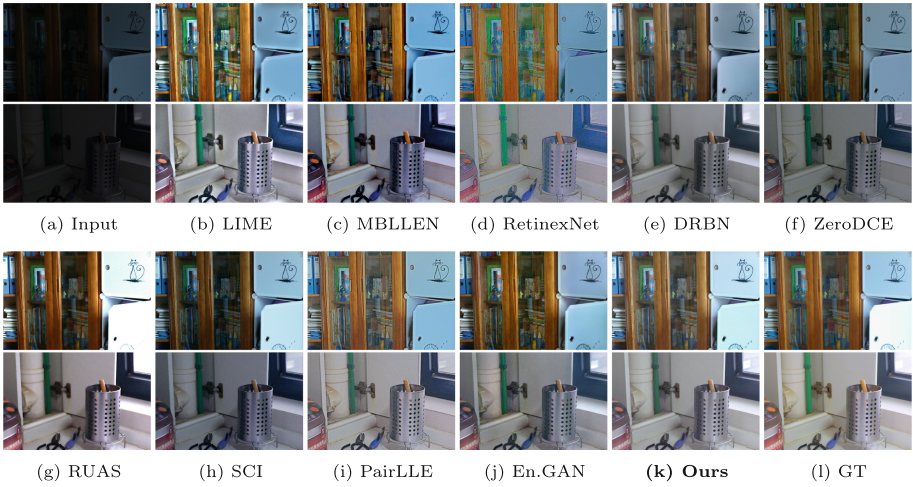 (a) Input (b) LIME (c) MBLLEN (d) RetinexNet (e) DRBN (f) ZeroDCE
(g) RUAS (h) SCI (i) PairLLE (j) En.GAN (k) Ours (l) GT